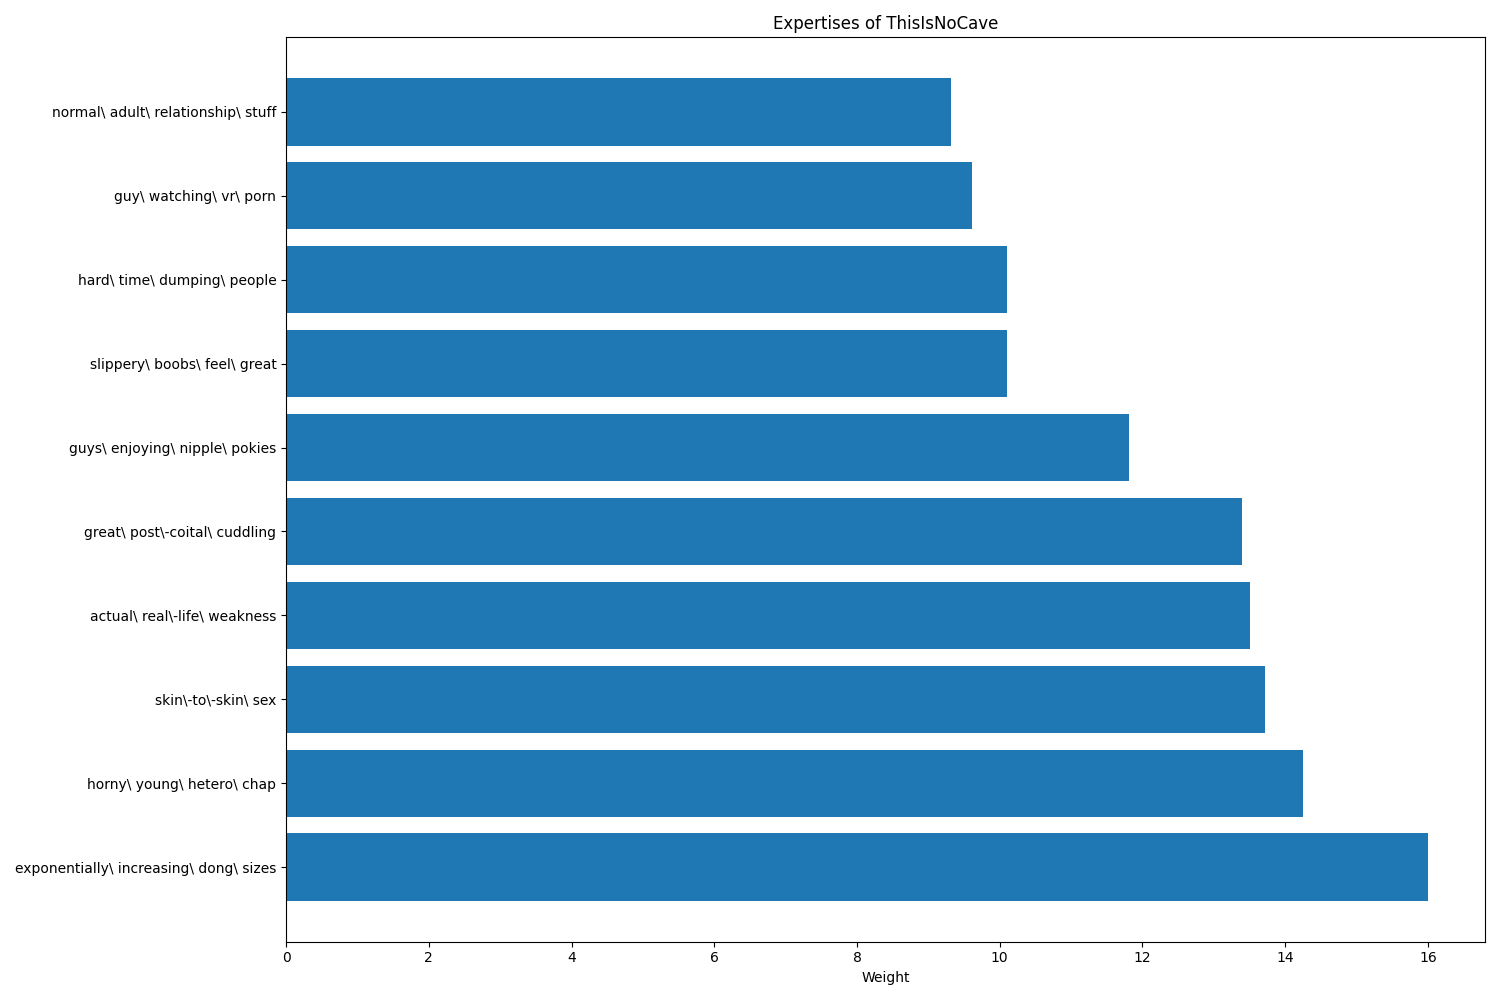 Expertises of ThisIsNoCave
normal\ adult\ relationship\ stuff
guy\ watching\ vr\ porn
hard\ time\ dumping\ people
slippery\ boobs\ feel\ great
guys\ enjoying\ nipple\ pokies
great\ post\-coital\ cuddling
actual\ real\-life\ weakness
skin\-to\-skin\ sex
horny\ young\ hetero\ chap
exponentially\ increasing\ dong\ sizes
0 2 4 6 8 10 12 14 16
Weight